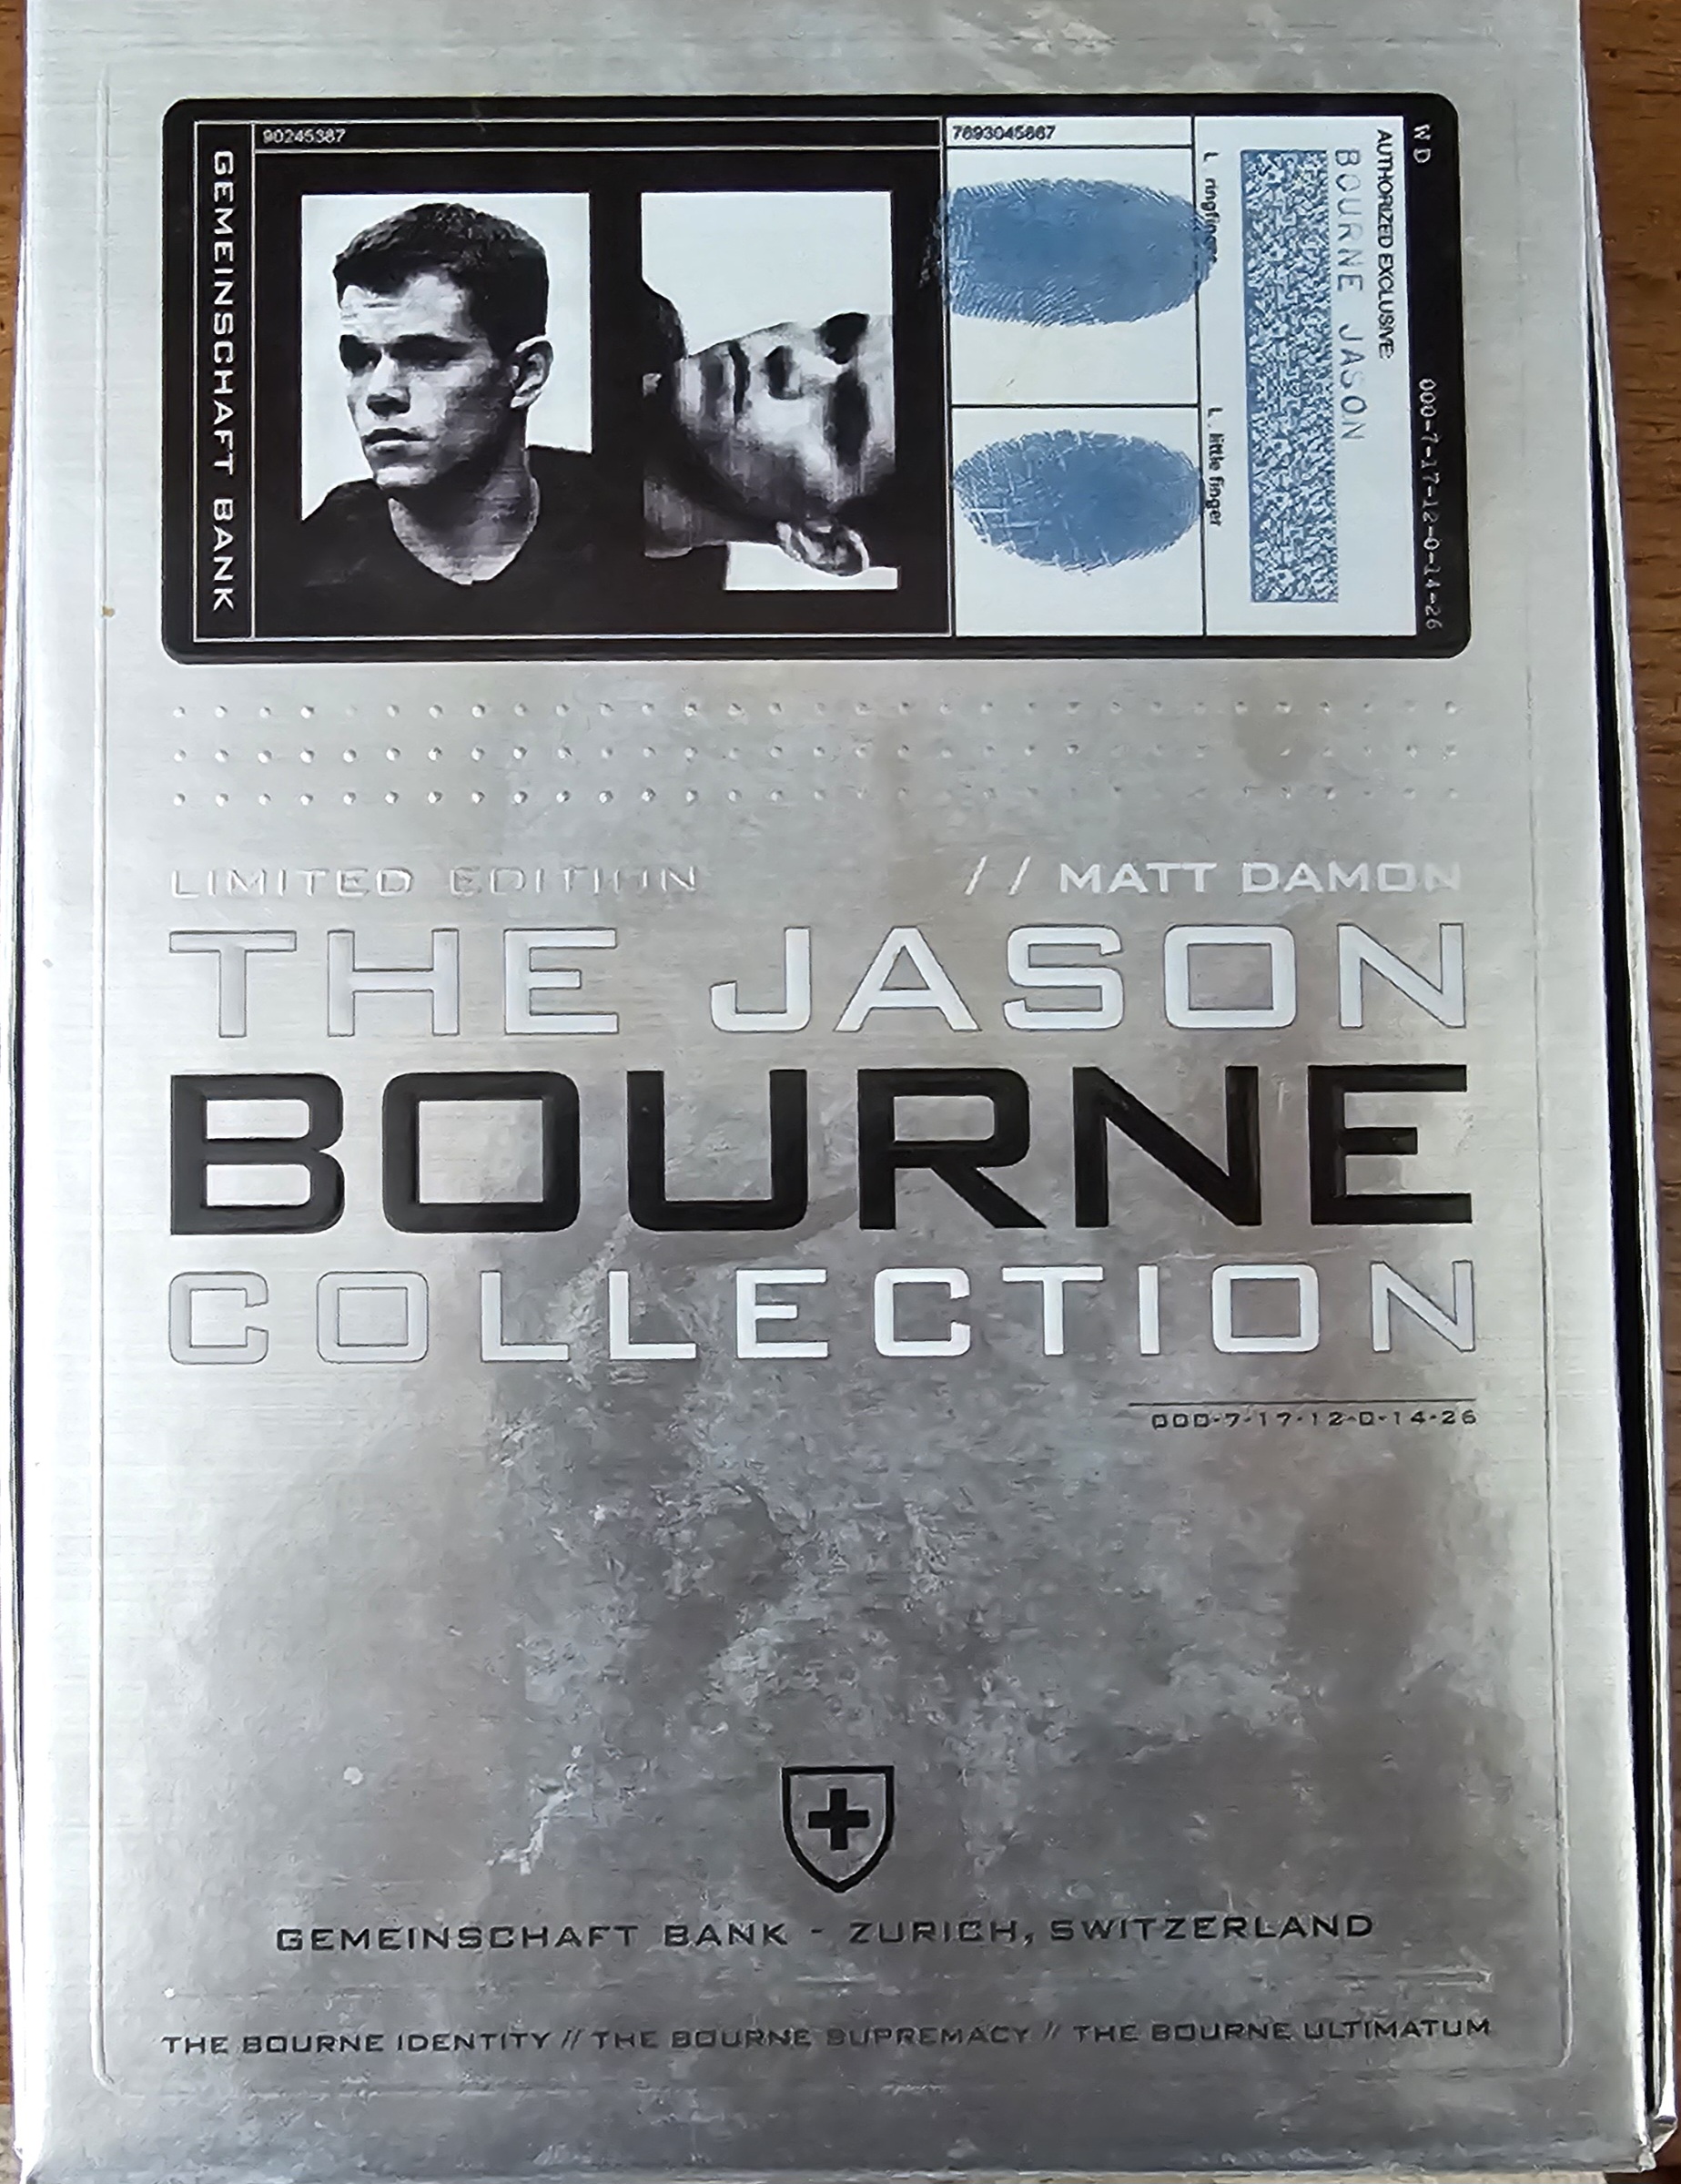 GEMEINSCHAFT BANK
90245387
7693045667
L. ringfinger
L. little finger
BOURNE JASON
AUTHORIZED EXCLUSIVE:
WD 000-7-17-12-0-14-26
LIMITED EDITION // MATT DAMON
THE JASON
BOURNE
COLLECTION
000-7-17-12-0-14-26
GEMEINSCHAFT BANK - ZURICH, SWITZERLAND
THE BOURNE IDENTITY // THE BOURNE SUPREMACY // THE BOURNE ULTIMATUM